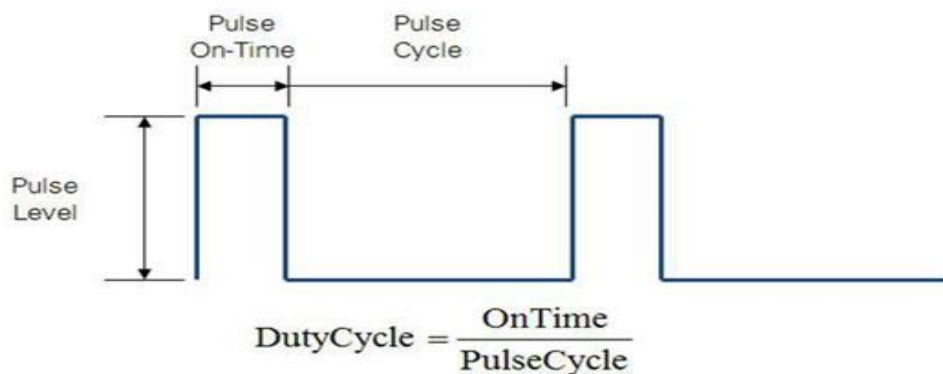 Pulse
On-Time
Pulse
Cycle
Pulse
Level
DutyCycle = OnTime
PulseCycle